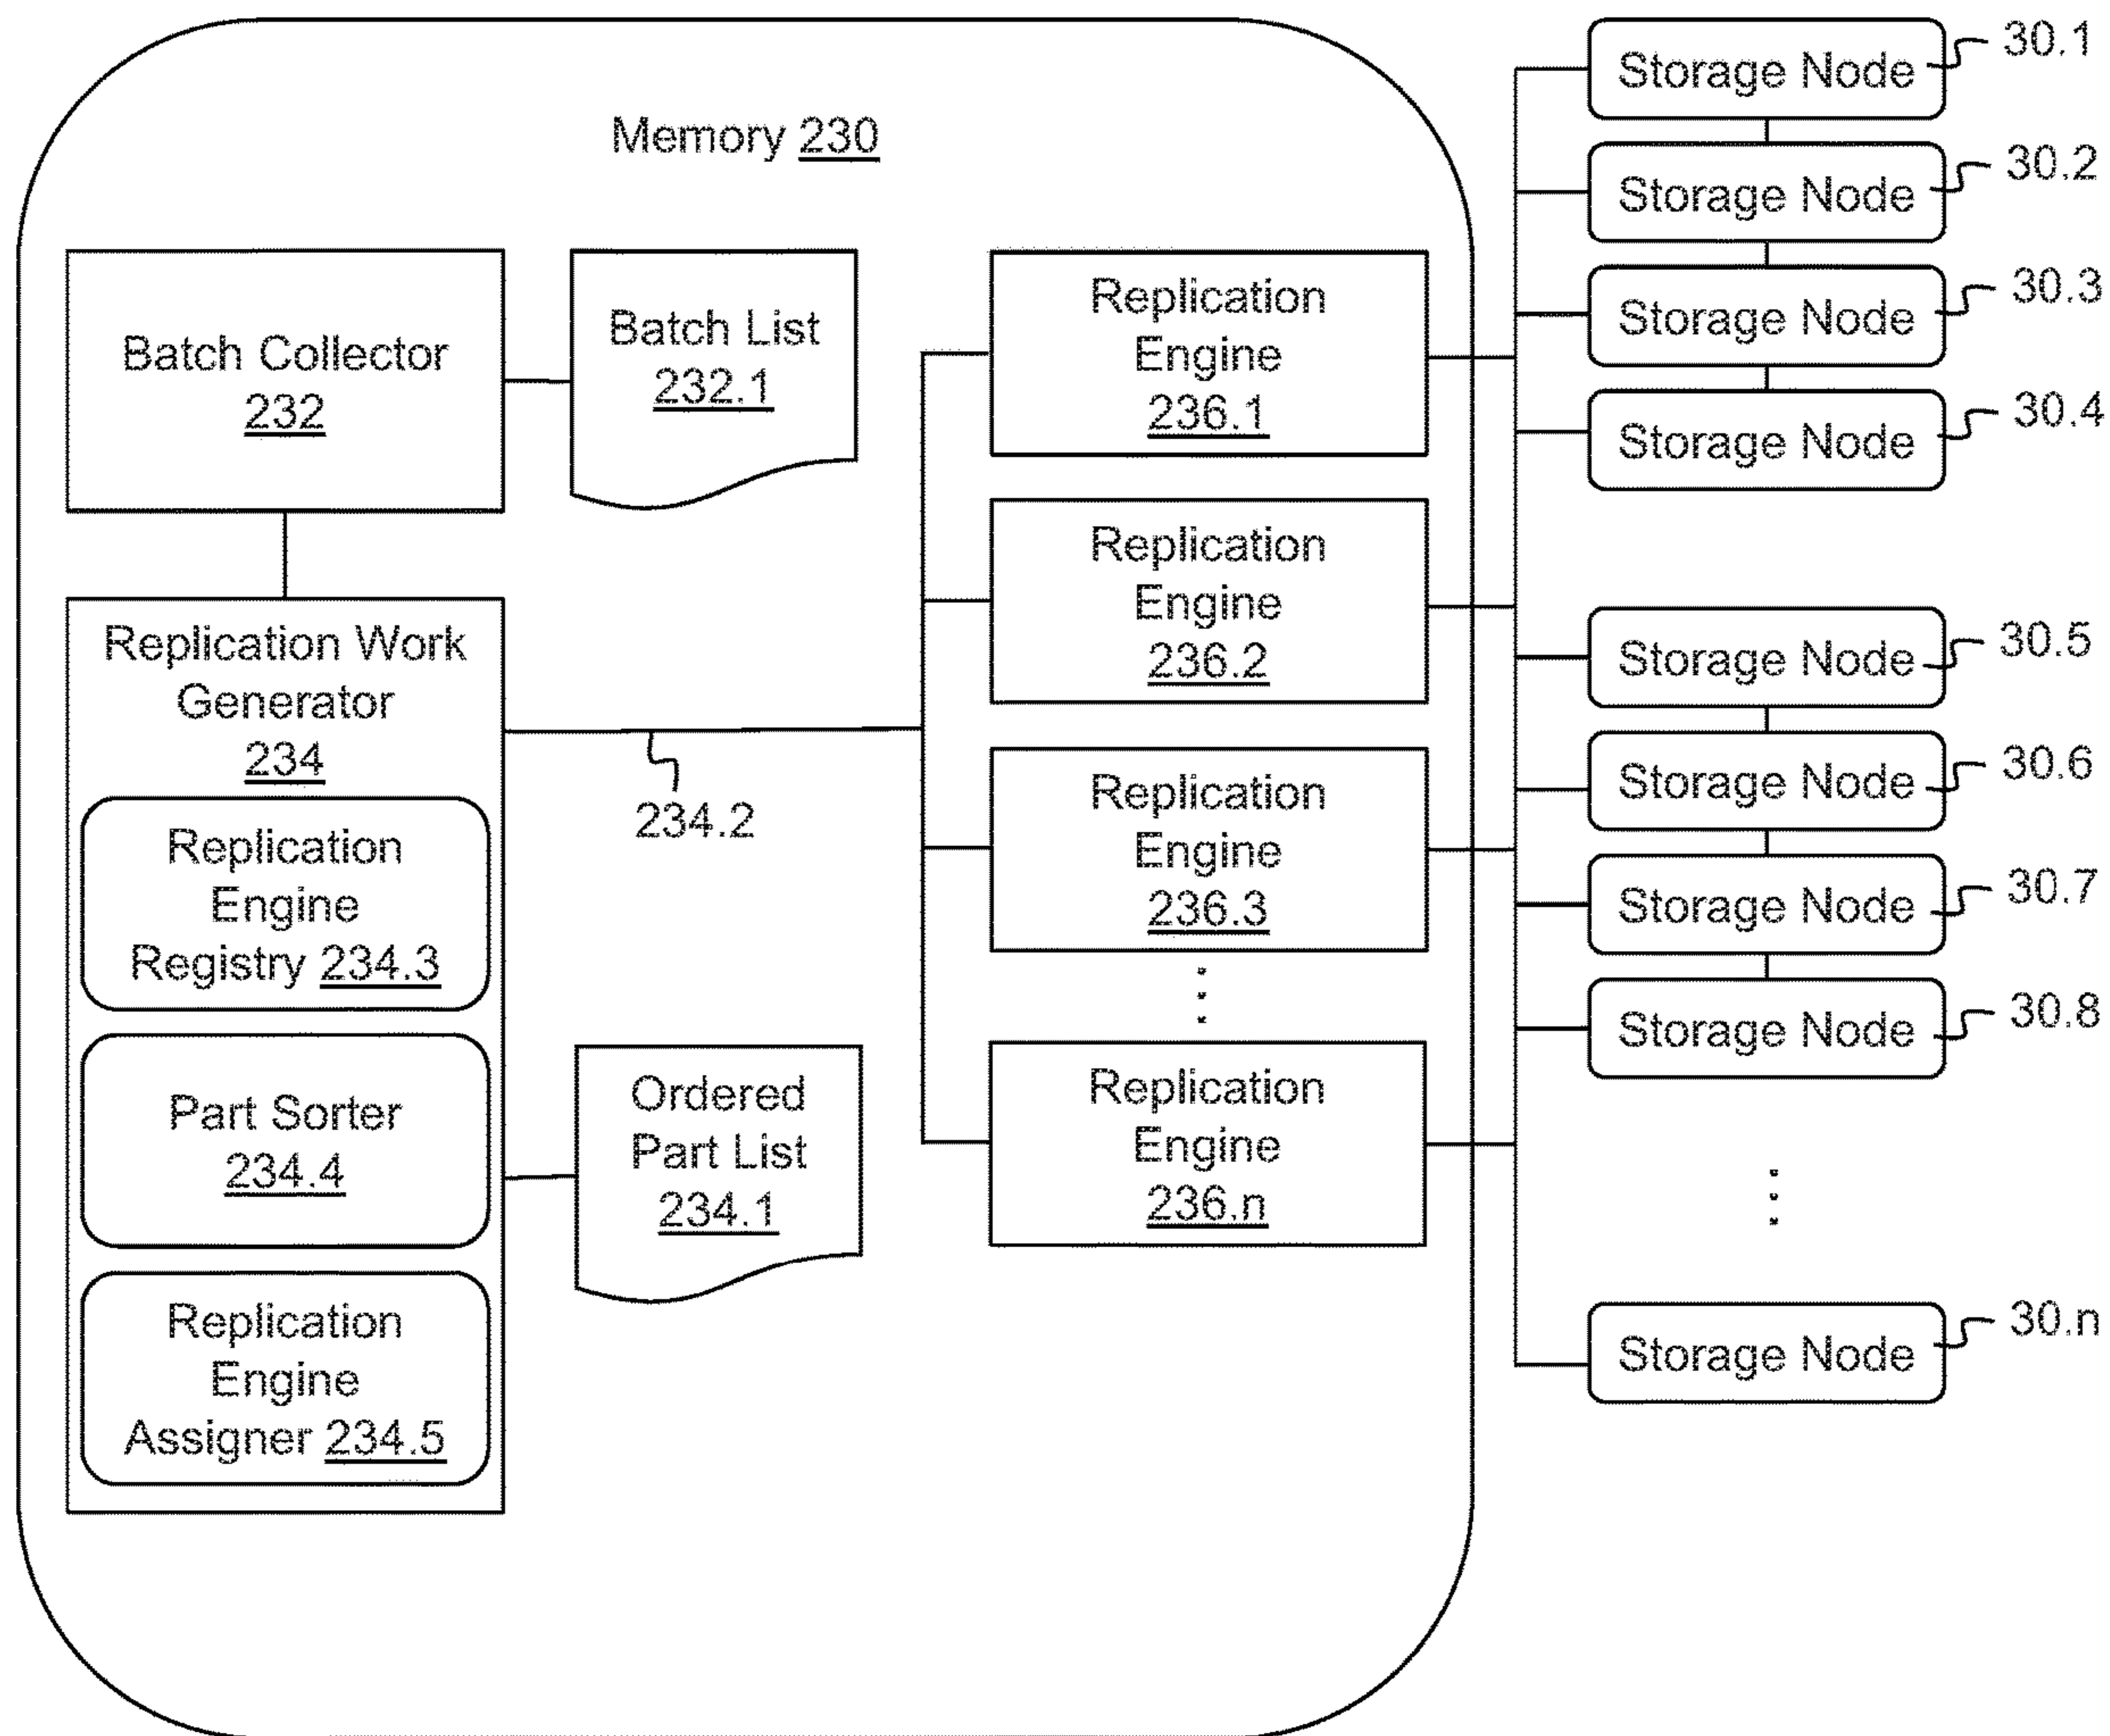 Memory 230
Batch Collector
232
Batch List
232.1
Replication Work
Generator
234
Replication
Engine
Registry 234.3
Part Sorter
234.4
Replication
Engine
Assigner 234.5
234.2
Ordered
Part List
234.1
Replication
Engine
236.1
Replication
Engine
236.2
Replication
Engine
236.3
Replication
Engine
236.n
Storage Node 30.1
Storage Node 30.2
Storage Node 30.3
Storage Node 30.4
Storage Node 30.5
Storage Node 30.6
Storage Node 30.7
Storage Node 30.8
Storage Node 30.n